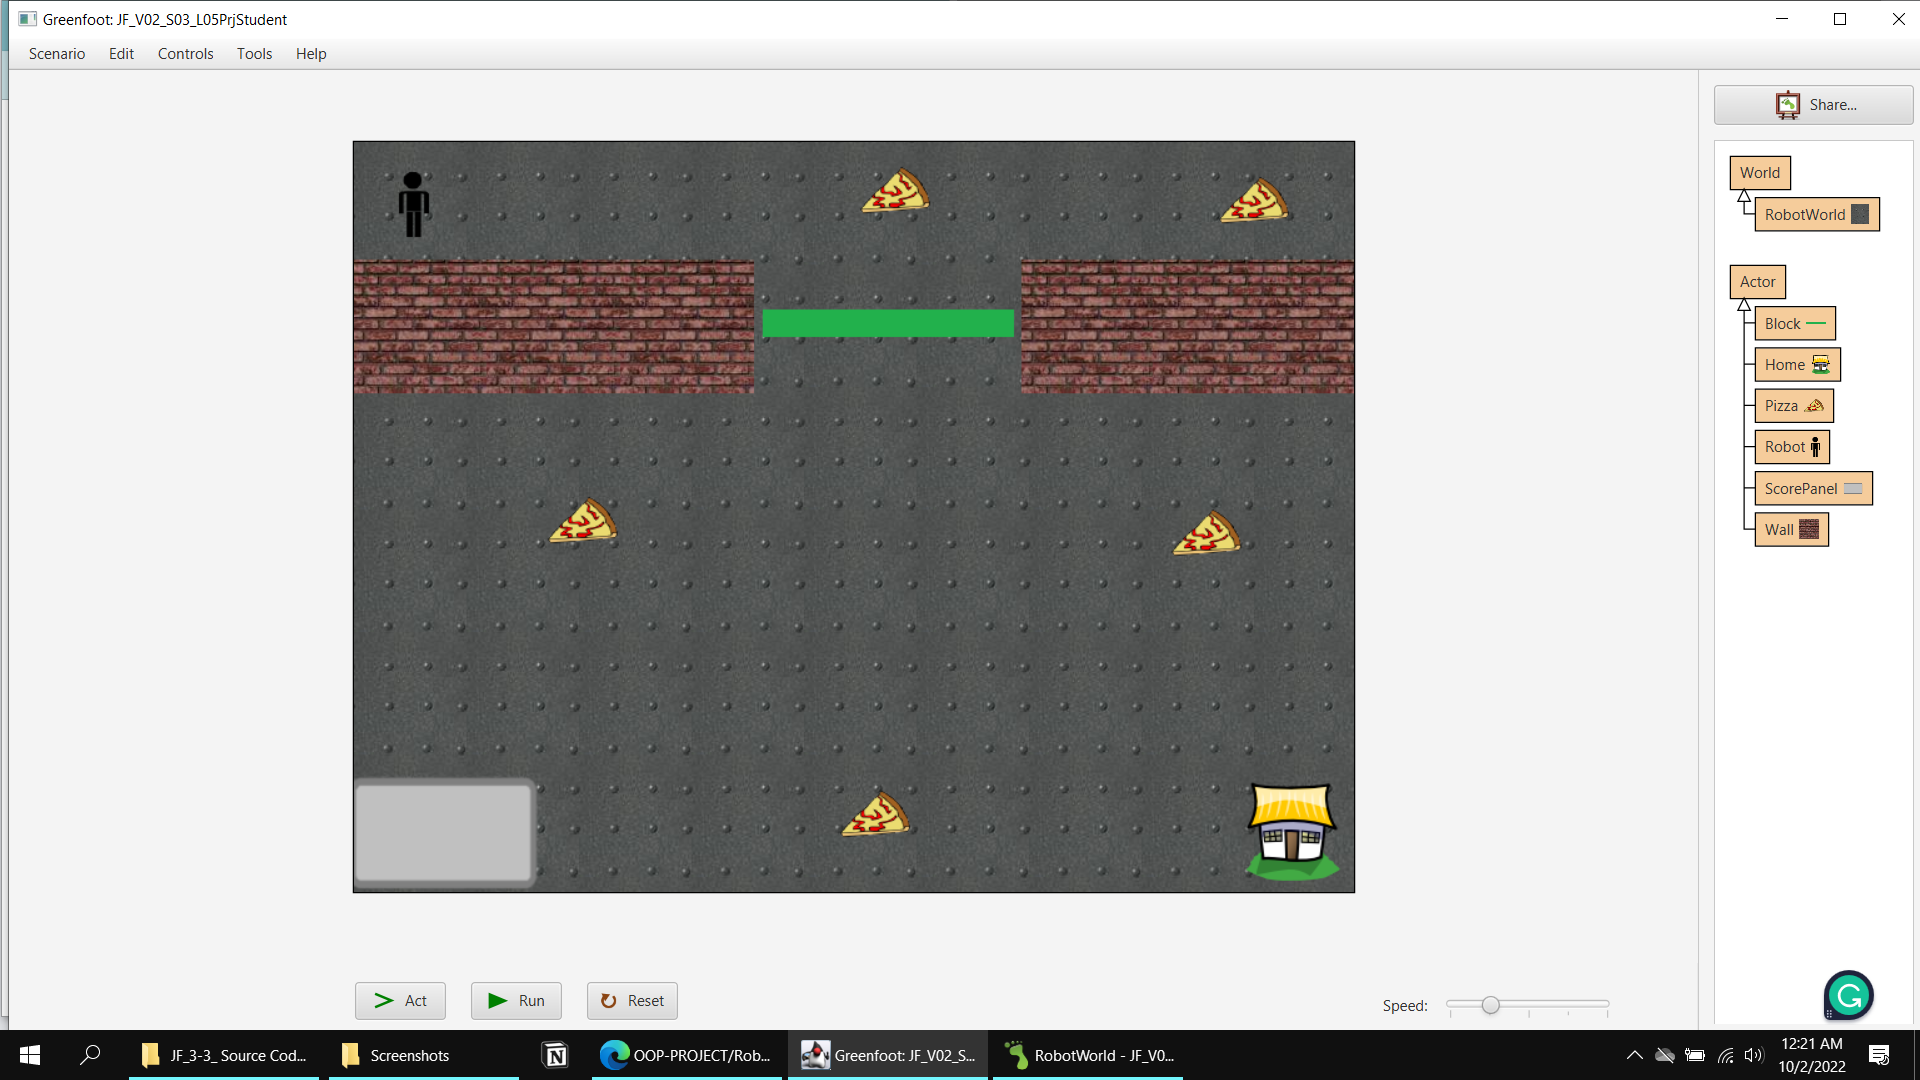 Greenfoot: JF_V02_S03_L05PrjStudent
Scenario Edit Controls Tools Help
Share...
World
RobotWorld
Actor
Block
Home
Pizza
Robot
ScorePanel
Wall
Act Run Reset
Speed:
JF_3-3_ Source Cod...
Screenshots
OOP-PROJECT/Rob...
Greenfoot: JF_V02_S...
RobotWorld - JF_V0...
12:21 AM
10/2/2022